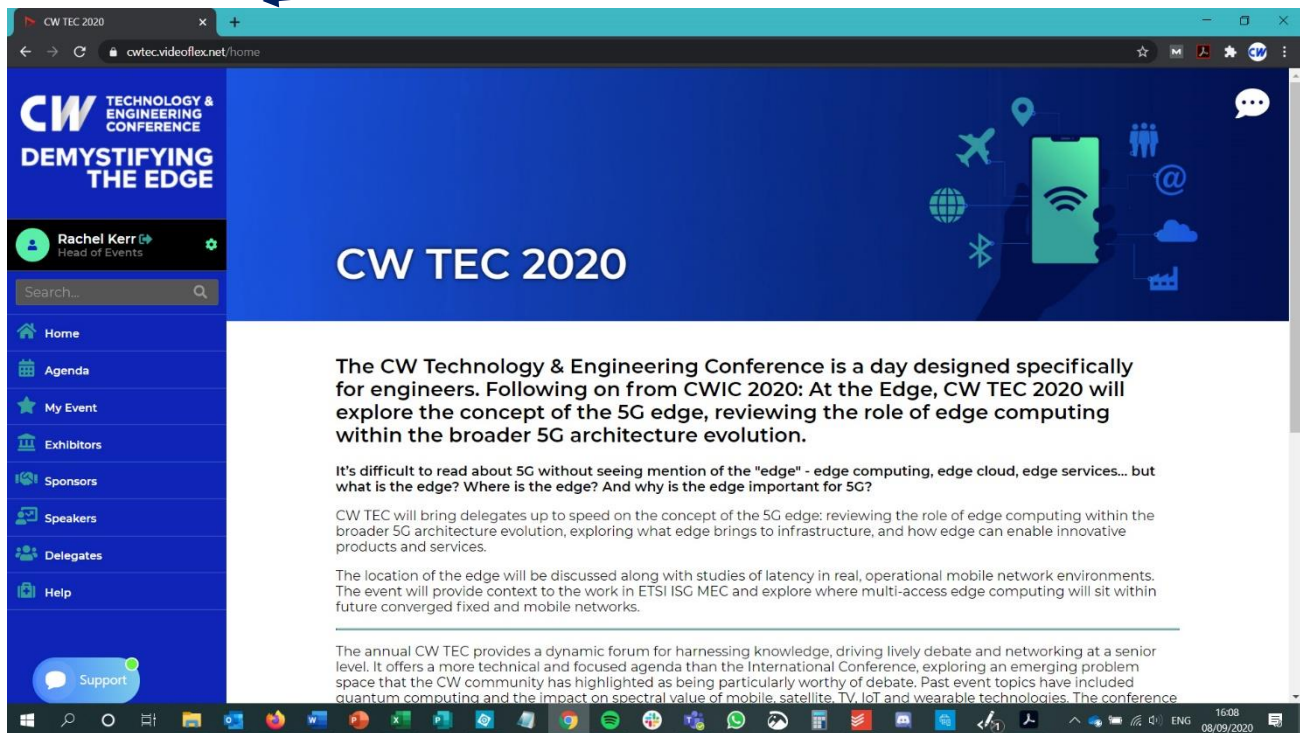 CW TEC 2020
cwtec.videoflex.net/home
CW
CW TECHNOLOGY &
ENGINEERING
CONFERENCE
DEMYSTIFYING
THE EDGE
Rachel Kerr
Head of Events
Search...
Home
Agenda
My Event
Exhibitors
Sponsors
Speakers
Delegates
Help
Support
@
CW TEC 2020
The CW Technology & Engineering Conference is a day designed specifically
for engineers. Following on from CWIC 2020: At the Edge, CW TEC 2020 will
explore the concept of the 5G edge, reviewing the role of edge computing
within the broader 5G architecture evolution.
It's difficult to read about 5G without seeing mention of the "edge" - edge computing, edge cloud, edge services... but
what is the edge? Where is the edge? And why is the edge important for 5G?
CW TEC will bring delegates up to speed on the concept of the 5G edge: reviewing the role of edge computing within the
broader 5G architecture evolution, exploring what edge brings to infrastructure, and how edge can enable innovative
products and services.
The location of the edge will be discussed along with studies of latency in real, operational mobile network environments.
The event will provide context to the work in ETSI ISG MEC and explore where multi-access edge computing will sit within
future converged fixed and mobile networks.
The annual CW TEC provides a dynamic forum for harnessing knowledge, driving lively debate and networking at a senior
level. It offers a more technical and focused agenda than the International Conference, exploring an emerging problem
space that the CW community has highlighted as being particularly worthy of debate. Past event topics have included
quantum computing and the impact on spectral value of mobile, satellite, TV, IoT and wearable technologies. The conference
ENG
16:08
08/09/2020